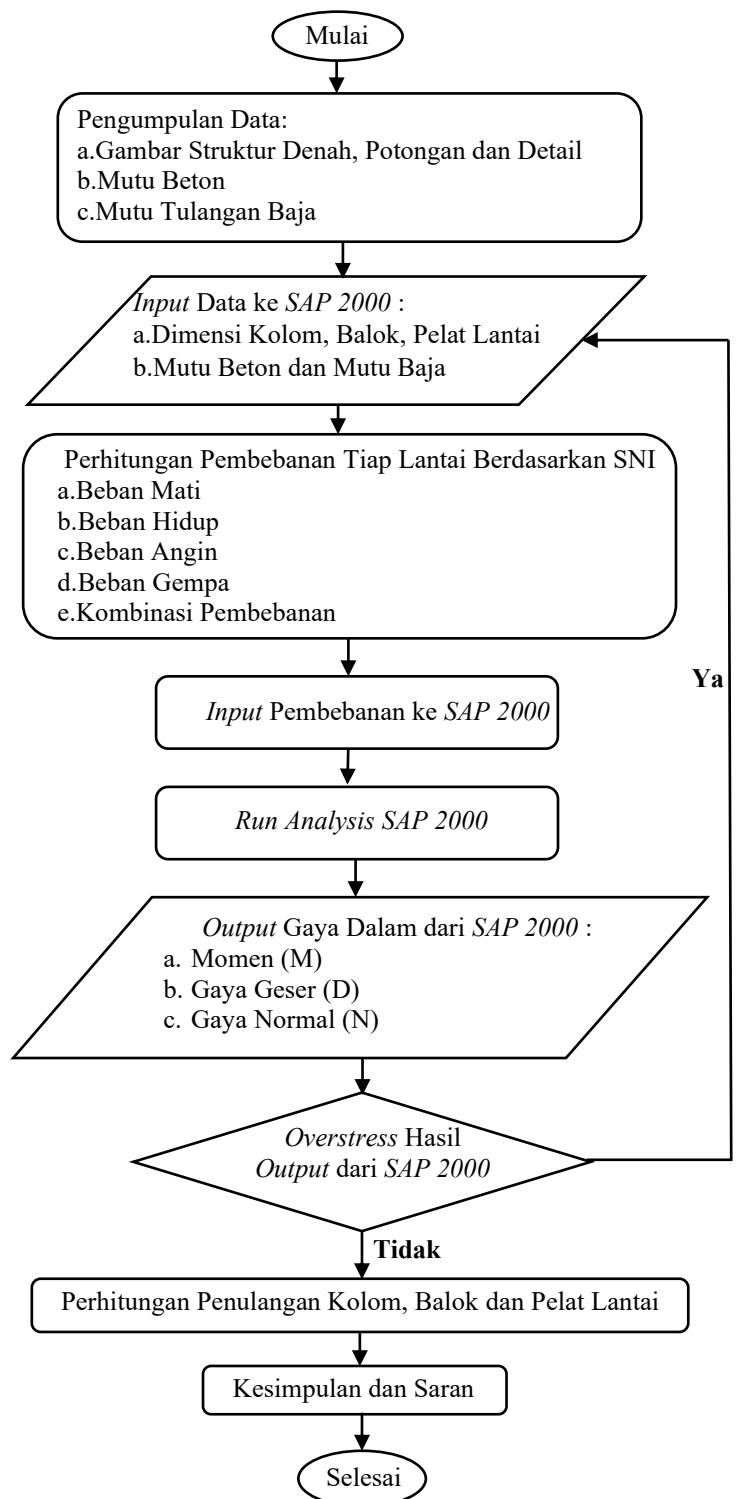 Mulai
Pengumpulan Data:
a.Gambar Struktur Denah, Potongan dan Detail
b.Mutu Beton
c.Mutu Tulangan Baja
Input Data ke SAP 2000 :
a.Dimensi Kolom, Balok, Pelat Lantai
b.Mutu Beton dan Mutu Baja
Perhitungan Pembebanan Tiap Lantai Berdasarkan SNI
a.Beban Mati
b.Beban Hidup
c.Beban Angin
d.Beban Gempa
e.Kombinasi Pembebanan
Ya
Input Pembebanan ke SAP 2000
Run Analysis SAP 2000
Output Gaya Dalam dari SAP 2000 :
a. Momen (M)
b. Gaya Geser (D)
c. Gaya Normal (N)
Overstress Hasil
Output dari SAP 2000
Tidak
Perhitungan Penulangan Kolom, Balok dan Pelat Lantai
Kesimpulan dan Saran
Selesai